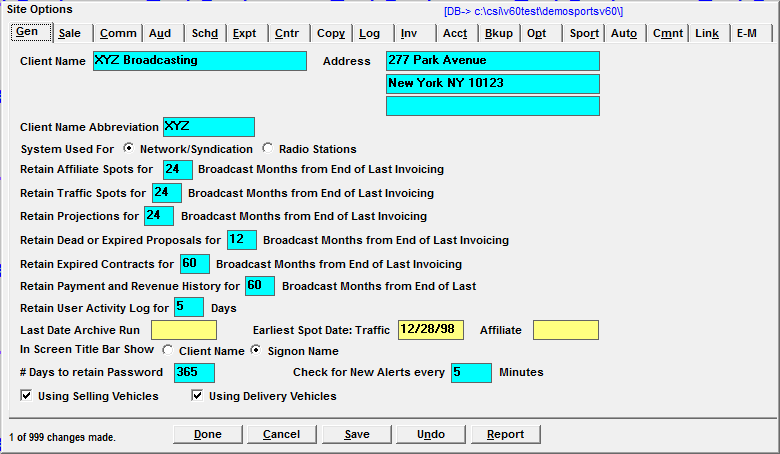 Site Options [DB-> c:\csi\v60test\demosportsv60\]
Gen Sale Comm Aud Schd Expt Cntr Copy Log Inv Acct Bkup Opt Sport Auto Cmnt Link E-M
Client Name XYZ Broadcasting Address 277 Park Avenue
New York NY 10123
Client Name Abbreviation XYZ
System Used For Network/Syndication Radio Stations
Retain Affiliate Spots for 24 Broadcast Months from End of Last Invoicing
Retain Traffic Spots for 24 Broadcast Months from End of Last Invoicing
Retain Projections for 24 Broadcast Months from End of Last Invoicing
Retain Dead or Expired Proposals for 12 Broadcast Months from End of Last Invoicing
Retain Expired Contracts for 60 Broadcast Months from End of Last Invoicing
Retain Payment and Revenue History for 60 Broadcast Months from End of Last
Retain User Activity Log for 5 Days
Last Date Archive Run Earliest Spot Date: Traffic 12/28/98 Affiliate
In Screen Title Bar Show Client Name Signon Name
# Days to retain Password 365 Check for New Alerts every 5 Minutes
Using Selling Vehicles Using Delivery Vehicles
1 of 999 changes made. Done Cancel Save Undo Report